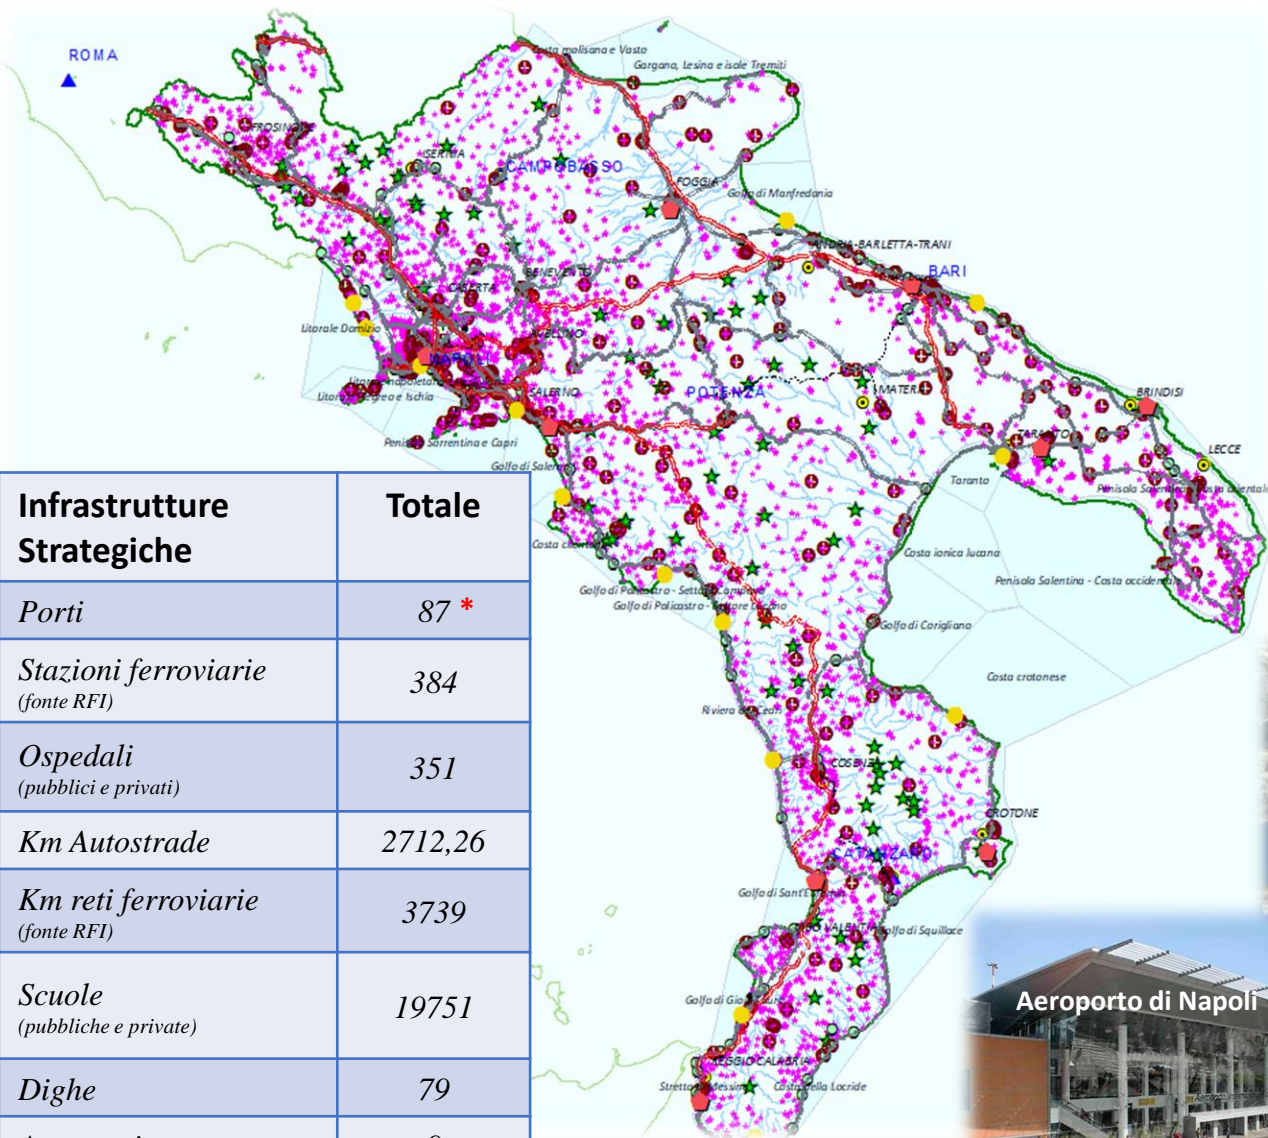 ROMA
Costa molisana e Vasto
Gargano, Lesina e isole Tremiti
FROSINONE
CAMPOBASSO
FOGGIA
Golfo di Manfredonia
ANDRIA-BARLETTA-TRANI
BARI
BENEVENTO
CASERTA
Litorale Domizio
AVELLINO
NAPOLI
SALERNO
POTENZA
MATERA
BRINDISI
TARANTO
LECCE
Penisola Sorrentina e Capri
Golfo di Salerno
Taranto
Costa ionica lucana
Penisola Salentina - Costa occidentale
Golfo di Policastro - Settore Campano
Golfo di Policastro - Settore Lucano
Golfo di Corigliano
Costa crotonese
COSENZA
CROTONE
CATANZARO
Golfo di Squillace
REGGIO CALABRIA
Costa della Locride
Infrastrutture Totale
Strategiche
Porti 87 *
Stazioni ferroviarie 384
(fonte RFI)
Ospedali 351
(pubblici e privati)
Km Autostrade 2712,26
Km reti ferroviarie 3739
(fonte RFI)
Scuole 19751
(pubbliche e private)
Dighe 79
Aeroporto di Napoli